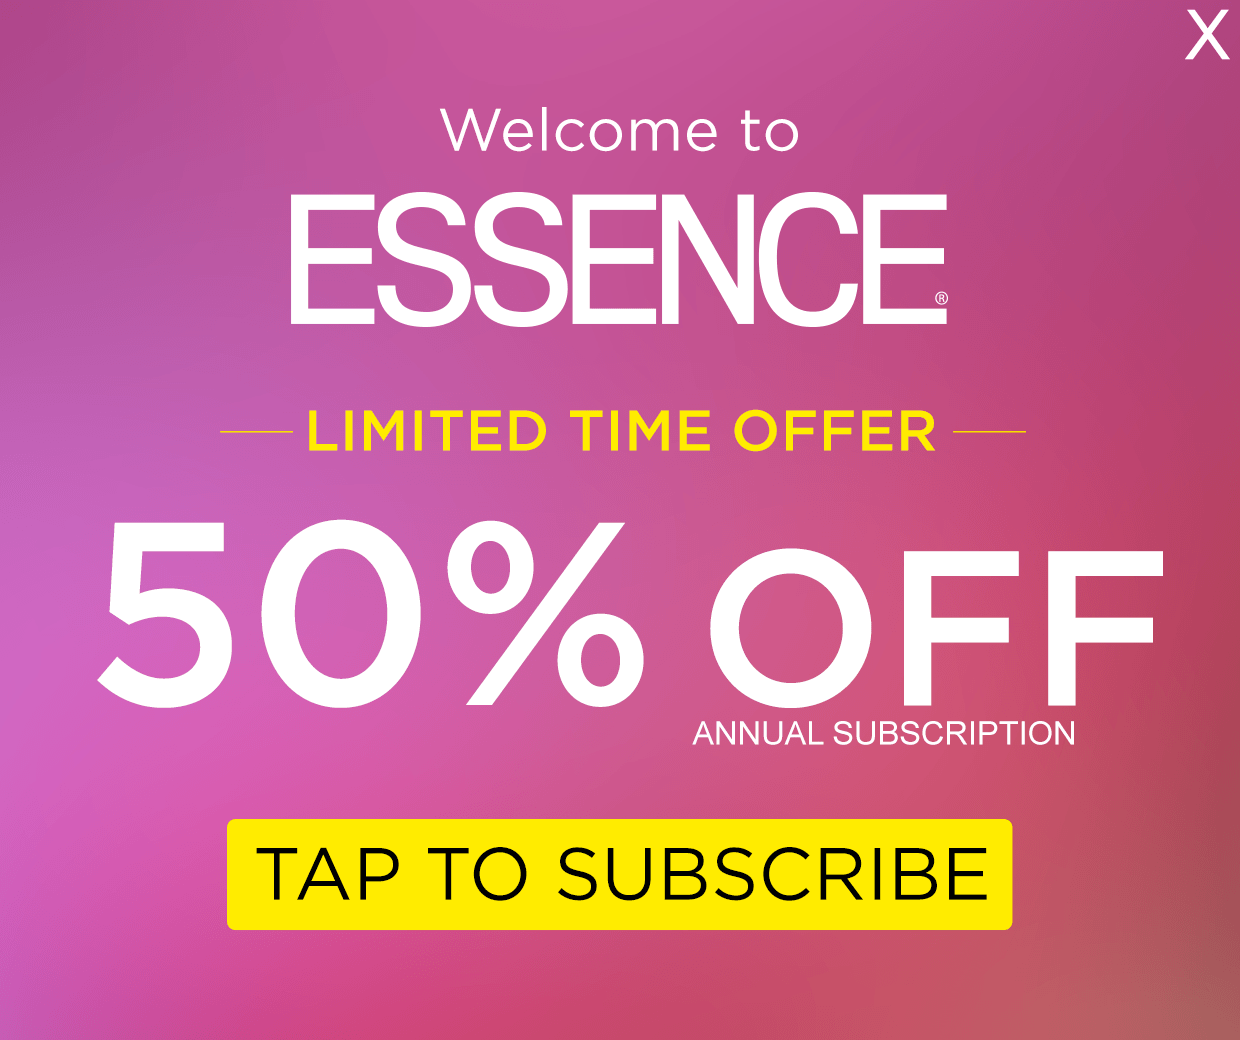 X
Welcome to
ESSENCE®
LIMITED TIME OFFER
50% OFF
ANNUAL SUBSCRIPTION
TAP TO SUBSCRIBE